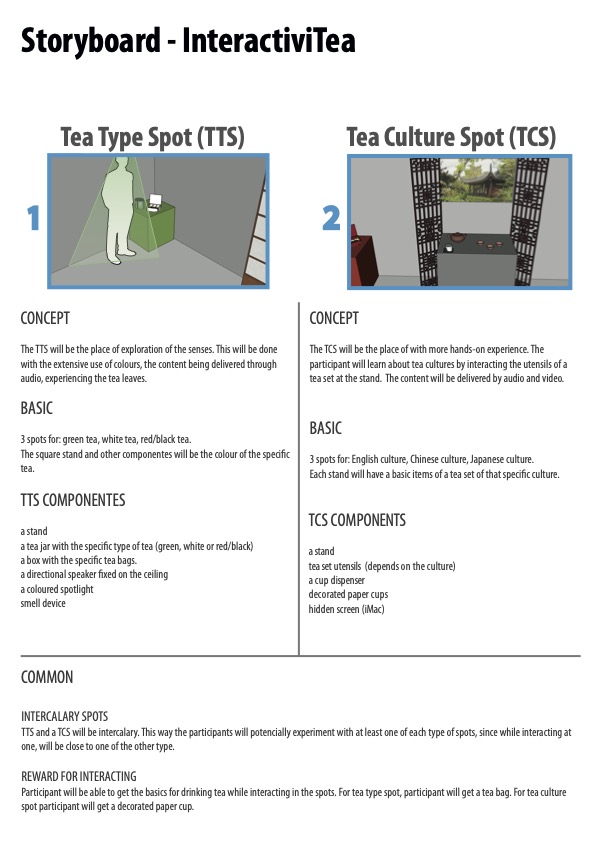 Storyboard - InteractiviTea
Tea Type Spot (TTS)
1
CONCEPT
The TTS will be the place of exploration of the senses. This will be done
with the extensive use of colours, the content being delivered through
audio, experiencing the tea leaves.
BASIC
3 spots for: green tea, white tea, red/black tea.
The square stand and other componentes will be the colour of the specific
tea.
TTS COMPONENTES
a stand
a tea jar with the specific type of tea (green, white or red/black)
a box with the specific tea bags.
a directional speaker fixed on the ceiling
a coloured spotlight
smell device
Tea Culture Spot (TCS)
2
CONCEPT
The TCS will be the place of with more hands-on experience. The
participant will learn about tea cultures by interacting the utensils of a
tea set at the stand. The content will be delivered by audio and video.
BASIC
3 spots for: English culture, Chinese culture, Japanese culture.
Each stand will have a basic items of a tea set of that specific culture.
TCS COMPONENTS
a stand
tea set utensils (depends on the culture)
a cup dispenser
decorated paper cups
hidden screen (iMac)
COMMON
INTERCALARY SPOTS
TTS and a TCS will be intercalary. This way the participants will potencially experiment with at least one of each type of spots, since while interacting at
one, will be close to one of the other type.
REWARD FOR INTERACTING
Participant will be able to get the basics for drinking tea while interacting in the spots. For tea type spot, participant will get a tea bag. For tea culture
spot participant will get a decorated paper cup.